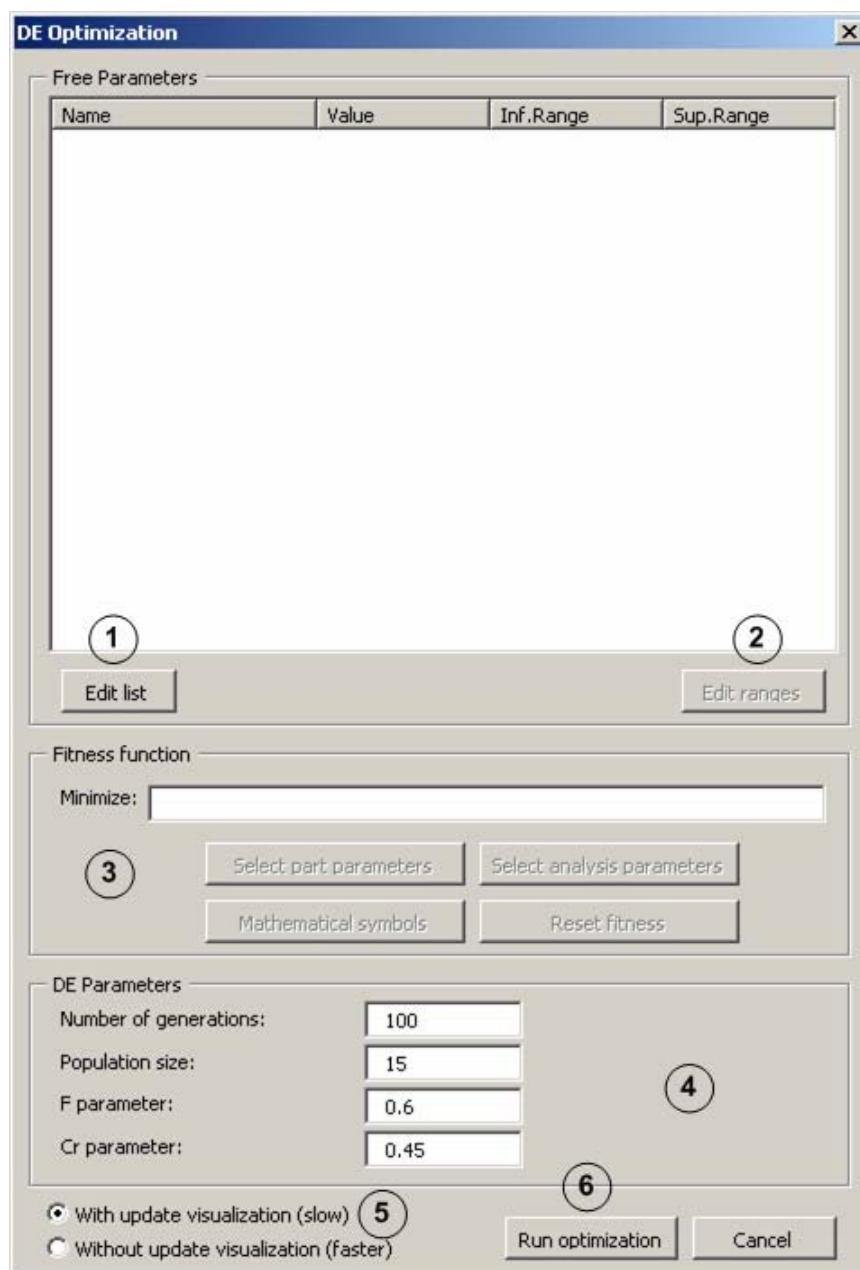 DE Optimization
Free Parameters
Name Value Inf.Range Sup.Range
1 2
Edit list Edit ranges
Fitness function
Minimize:
3
Select part parameters Select analysis parameters
Mathematical symbols Reset fitness
DE Parameters
Number of generations: 100
Population size: 15
4
F parameter: 0.6
Cr parameter: 0.45
6
With update visualization (slow) 5
Run optimization Cancel
Without update visualization (faster)